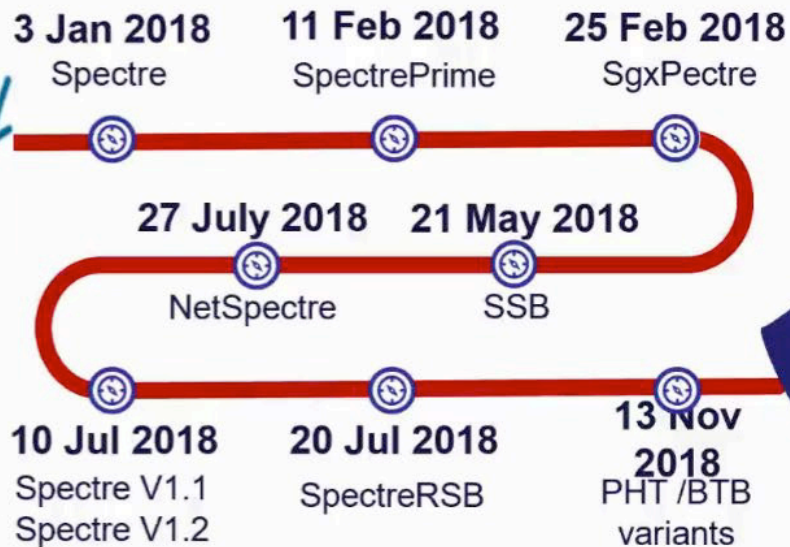 3 Jan 2018
Spectre
11 Feb 2018
SpectrePrime
25 Feb 2018
SgxPectre
27 July 2018
NetSpectre
21 May 2018
SSB
10 Jul 2018
Spectre V1.1
Spectre V1.2
20 Jul 2018
SpectreRSB
13 Nov
2018
PHT /BTB
variants